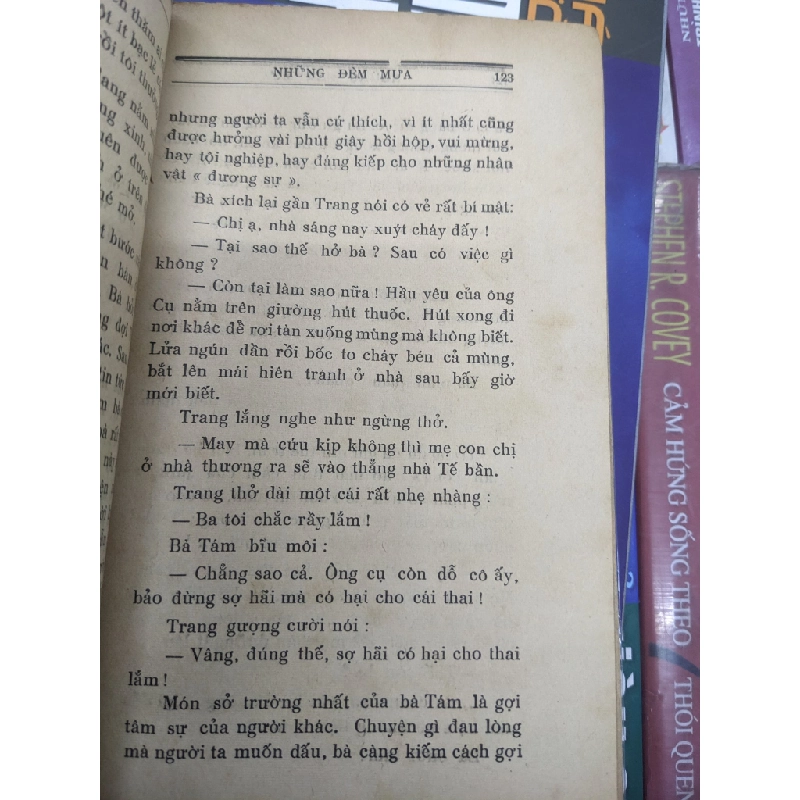 NHỮNG ĐÊM MƯA 123
nhưng người ta vẫn cứ thích, vì ít nhất cũng
được hưởng vài phút giây hồi hộp, vui mừng,
hay tội nghiệp, hay đáng kiếp cho những nhân
vật « đương sự ».
Bà xích lại gần Trang nói có vẻ rất bí mật:
— Chị ạ, nhà sáng nay xuýt cháy đấy !
— Tại sao thế hở bà ? Sau có việc gì
không ?
— Còn tại làm sao nữa ! Hầu yêu của ông
Cụ nằm trên giường hút thuốc. Hút xong đi
nơi khác để rơi tàn xuống mùng mà không biết.
Lửa ngún dần rồi bốc to cháy bén cả mùng,
bắt lên mái hiên tranh ở nhà sau bấy giờ
mới biết.
Trang lắng nghe như ngừng thở.
— May mà cứu kịp không thì mẹ con chị
ở nhà thương ra sẽ vào thẳng nhà Tế bần.
Trang thở dài một cái rất nhẹ nhàng :
— Ba tôi chắc rầy lắm !
Bà Tám bĩu môi :
— Chẳng sao cả. Ông cụ còn dỗ cô ấy,
bảo đừng sợ hãi mà có hại cho cái thai !
Trang gượng cười nói :
— Vâng, đúng thế, sợ hãi có hại cho thai
lắm !
Món sở trường nhất của bà Tám là gợi
tâm sự của người khác. Chuyện gì đau lòng
mà người ta muốn dấu, bà càng kiếm cách gợi
STEPHEN R. COVEY
CẢM HỨNG SỐNG THEO 7 THÓI QUEN